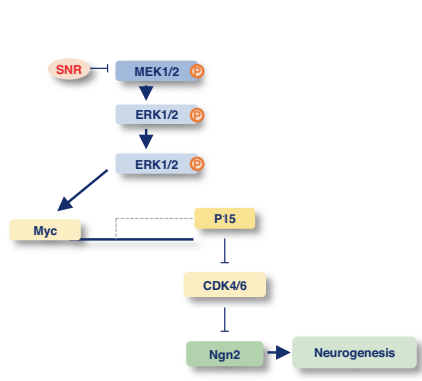 SNR
MEK1/2 P
ERK1/2 P
ERK1/2 P
P15
Myc
CDK4/6
Ngn2
Neurogenesis